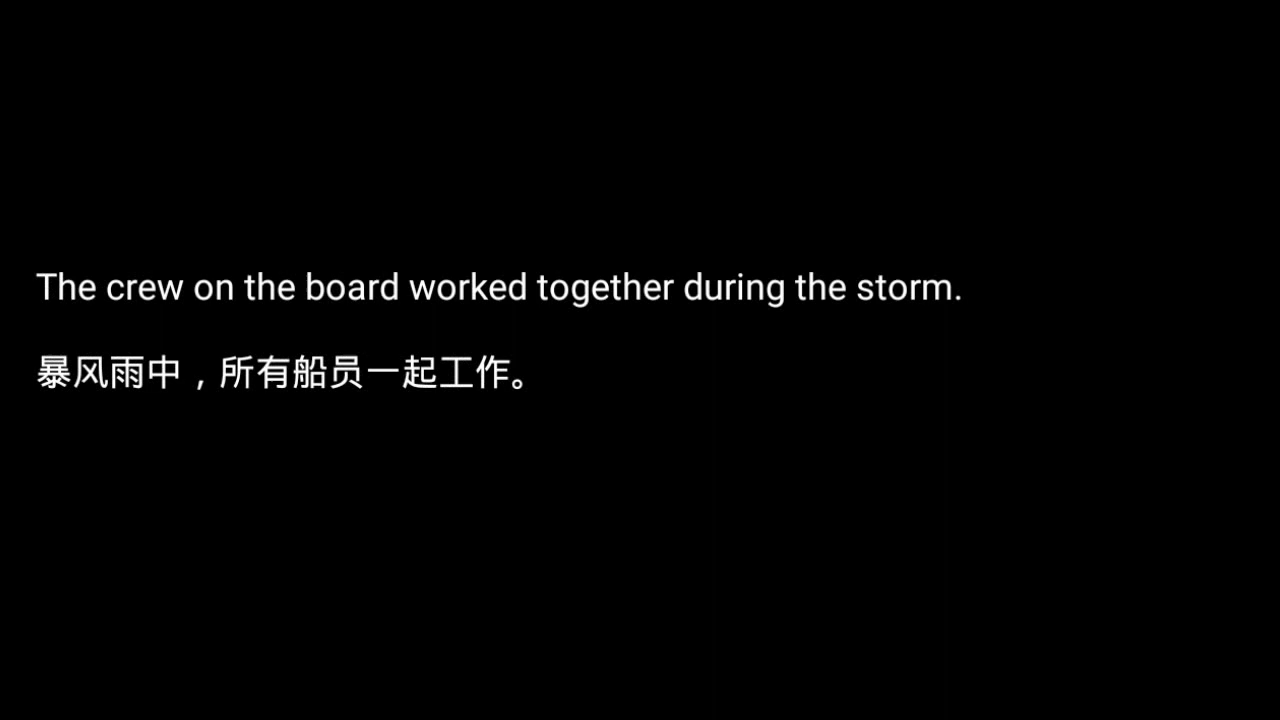 The crew on the board worked together during the storm.
暴风雨中，所有船员一起工作。